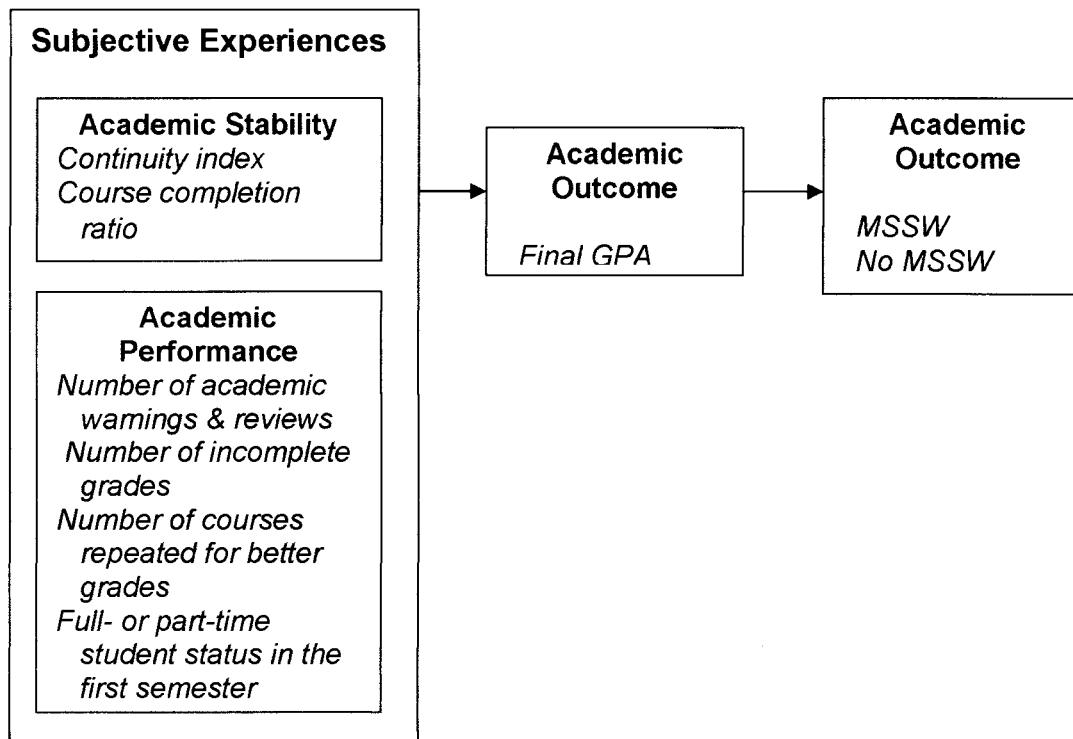 Subjective Experiences
Academic Stability
Continuity index
Course completion
ratio
Academic
Performance
Number of academic
warnings & reviews
Number of incomplete
grades
Number of courses
repeated for better
grades
Full- or part-time
student status in the
first semester
Academic
Outcome
Final GPA
Academic
Outcome
MSSW
No MSSW